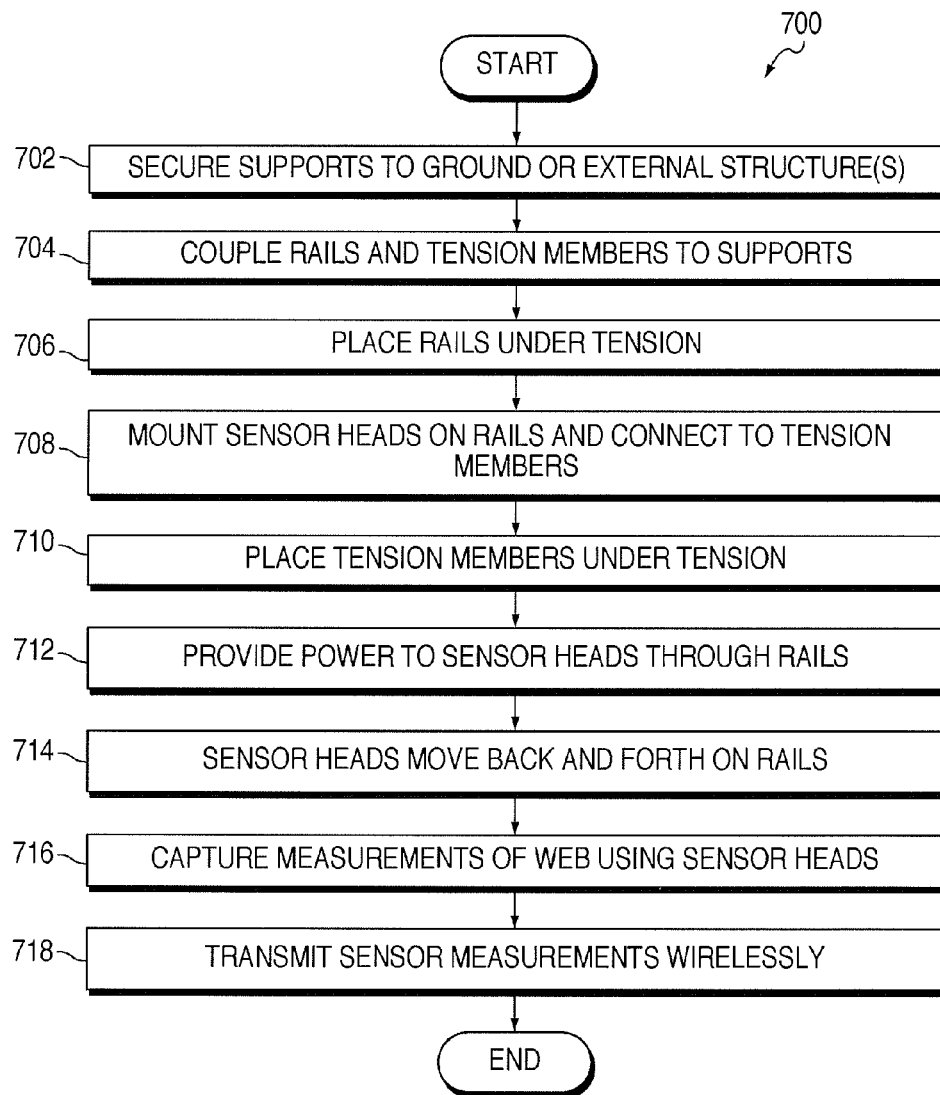 700
START
702
SECURE SUPPORTS TO GROUND OR EXTERNAL STRUCTURE(S)
704
COUPLE RAILS AND TENSION MEMBERS TO SUPPORTS
706
PLACE RAILS UNDER TENSION
708
MOUNT SENSOR HEADS ON RAILS AND CONNECT TO TENSION
MEMBERS
710
PLACE TENSION MEMBERS UNDER TENSION
712
PROVIDE POWER TO SENSOR HEADS THROUGH RAILS
714
SENSOR HEADS MOVE BACK AND FORTH ON RAILS
716
CAPTURE MEASUREMENTS OF WEB USING SENSOR HEADS
718
TRANSMIT SENSOR MEASUREMENTS WIRELESSLY
END